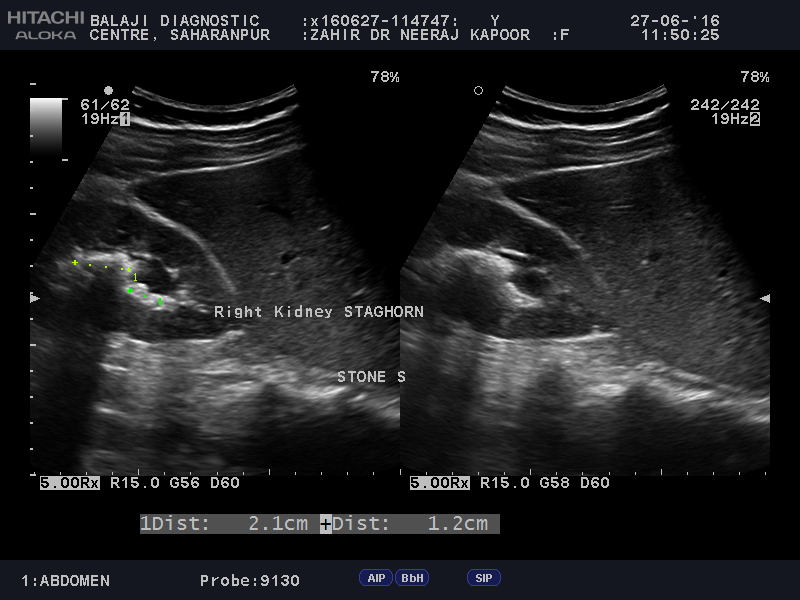 HITACHI BALAJI DIAGNOSTIC :x160627-114747: Y 27-06-'16
ALOKA CENTRE, SAHARANPUR :ZAHIR DR NEERAJ KAPOOR :F 11:50:25
78% 78%
61/62 242/242
19Hz1 19Hz2
1
Right Kidney STAGHORN
STONE S
5.00Rx R15.0 G56 D60 5.00Rx R15.0 G58 D60
1Dist: 2.1cm +Dist: 1.2cm
1:ABDOMEN Probe:9130 AIP BbH SIP